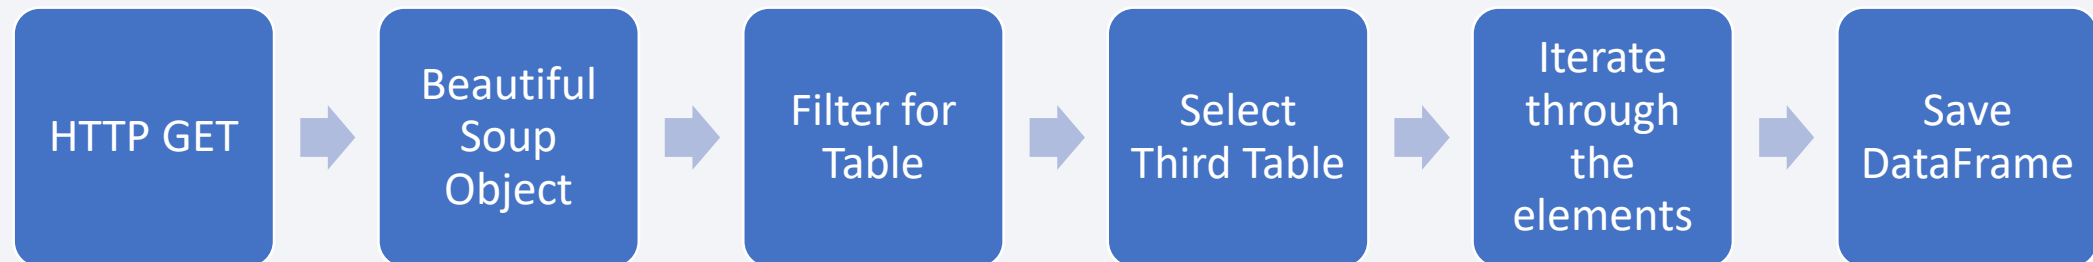 HTTP GET
Beautiful
Soup
Object
Filter for
Table
Select
Third Table
Iterate
through
the
elements
Save
DataFrame